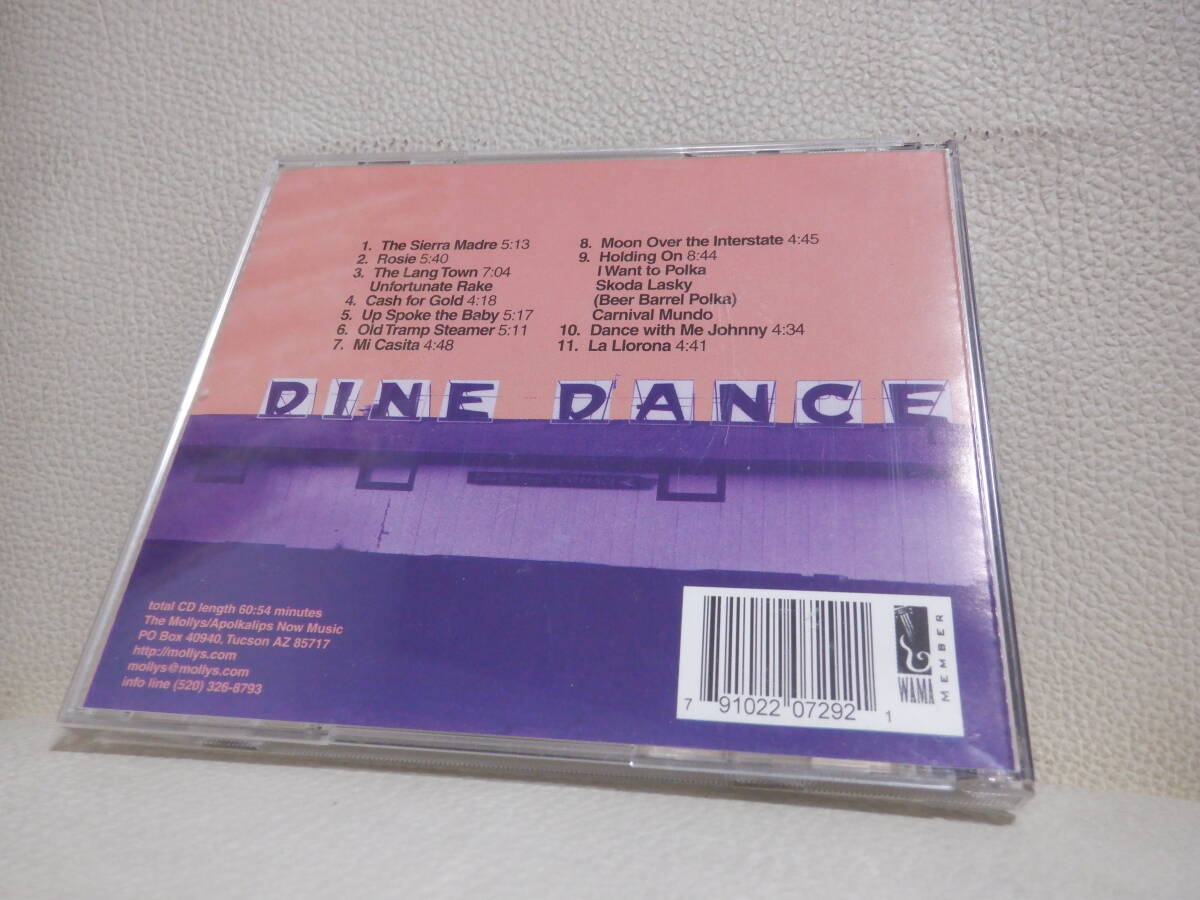 1. The Sierra Madre 5:13
2. Rosie 5:40
3. The Lang Town 7:04
Unfortunate Rake
4. Cash for Gold 4:18
5. Up Spoke the Baby 5:17
6. Old Tramp Steamer 5:11
7. Mi Casita 4:48
8. Moon Over the Interstate 4:45
9. Holding On 8:44
I Want to Polka
Skoda Lasky
(Beer Barrel Polka)
Carnival Mundo
10. Dance with Me Johnny 4:34
11. La Llorona 4:41
DINE DANCE
total CD length 60:54 minutes
The Mollys/Apolkalips Now Music
PO Box 40940, Tucson AZ 85717
http://mollys.com
mollys@mollys.com
info line (520) 326-8793
7 91022 07292 1
WAMA
MEMBER